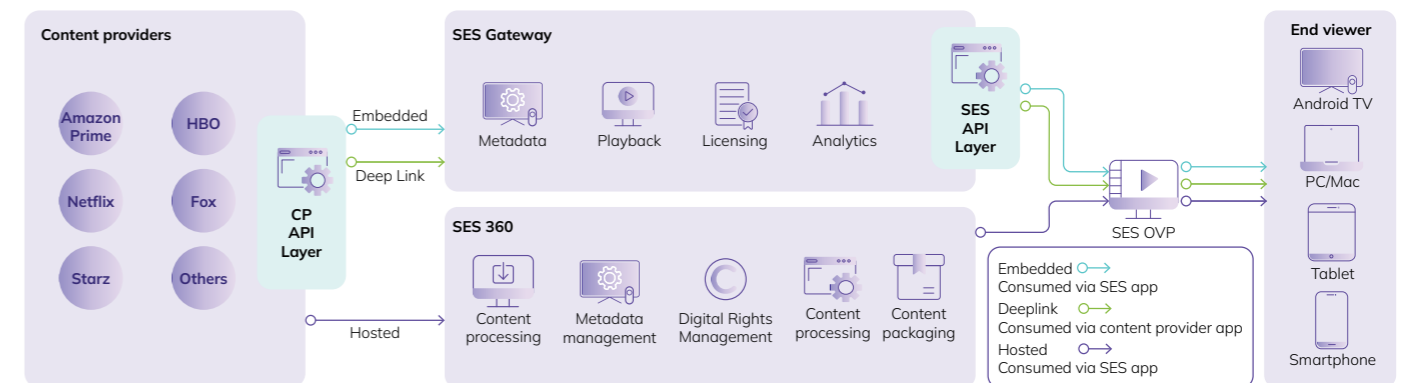 Content providers
Amazon
Prime
HBO
Netflix
Fox
Starz
Others
CP
API
Layer
Embedded
Deep Link
Hosted
SES Gateway
Metadata
Playback
Licensing
Analytics
SES
API
Layer
SES 360
Content
processing
Metadata
management
Digital Rights
Management
Content
processing
Content
packaging
SES OVP
Embedded
Consumed via SES app
Deeplink
Consumed via content provider app
Hosted
Consumed via SES app
End viewer
Android TV
PC/Mac
Tablet
Smartphone